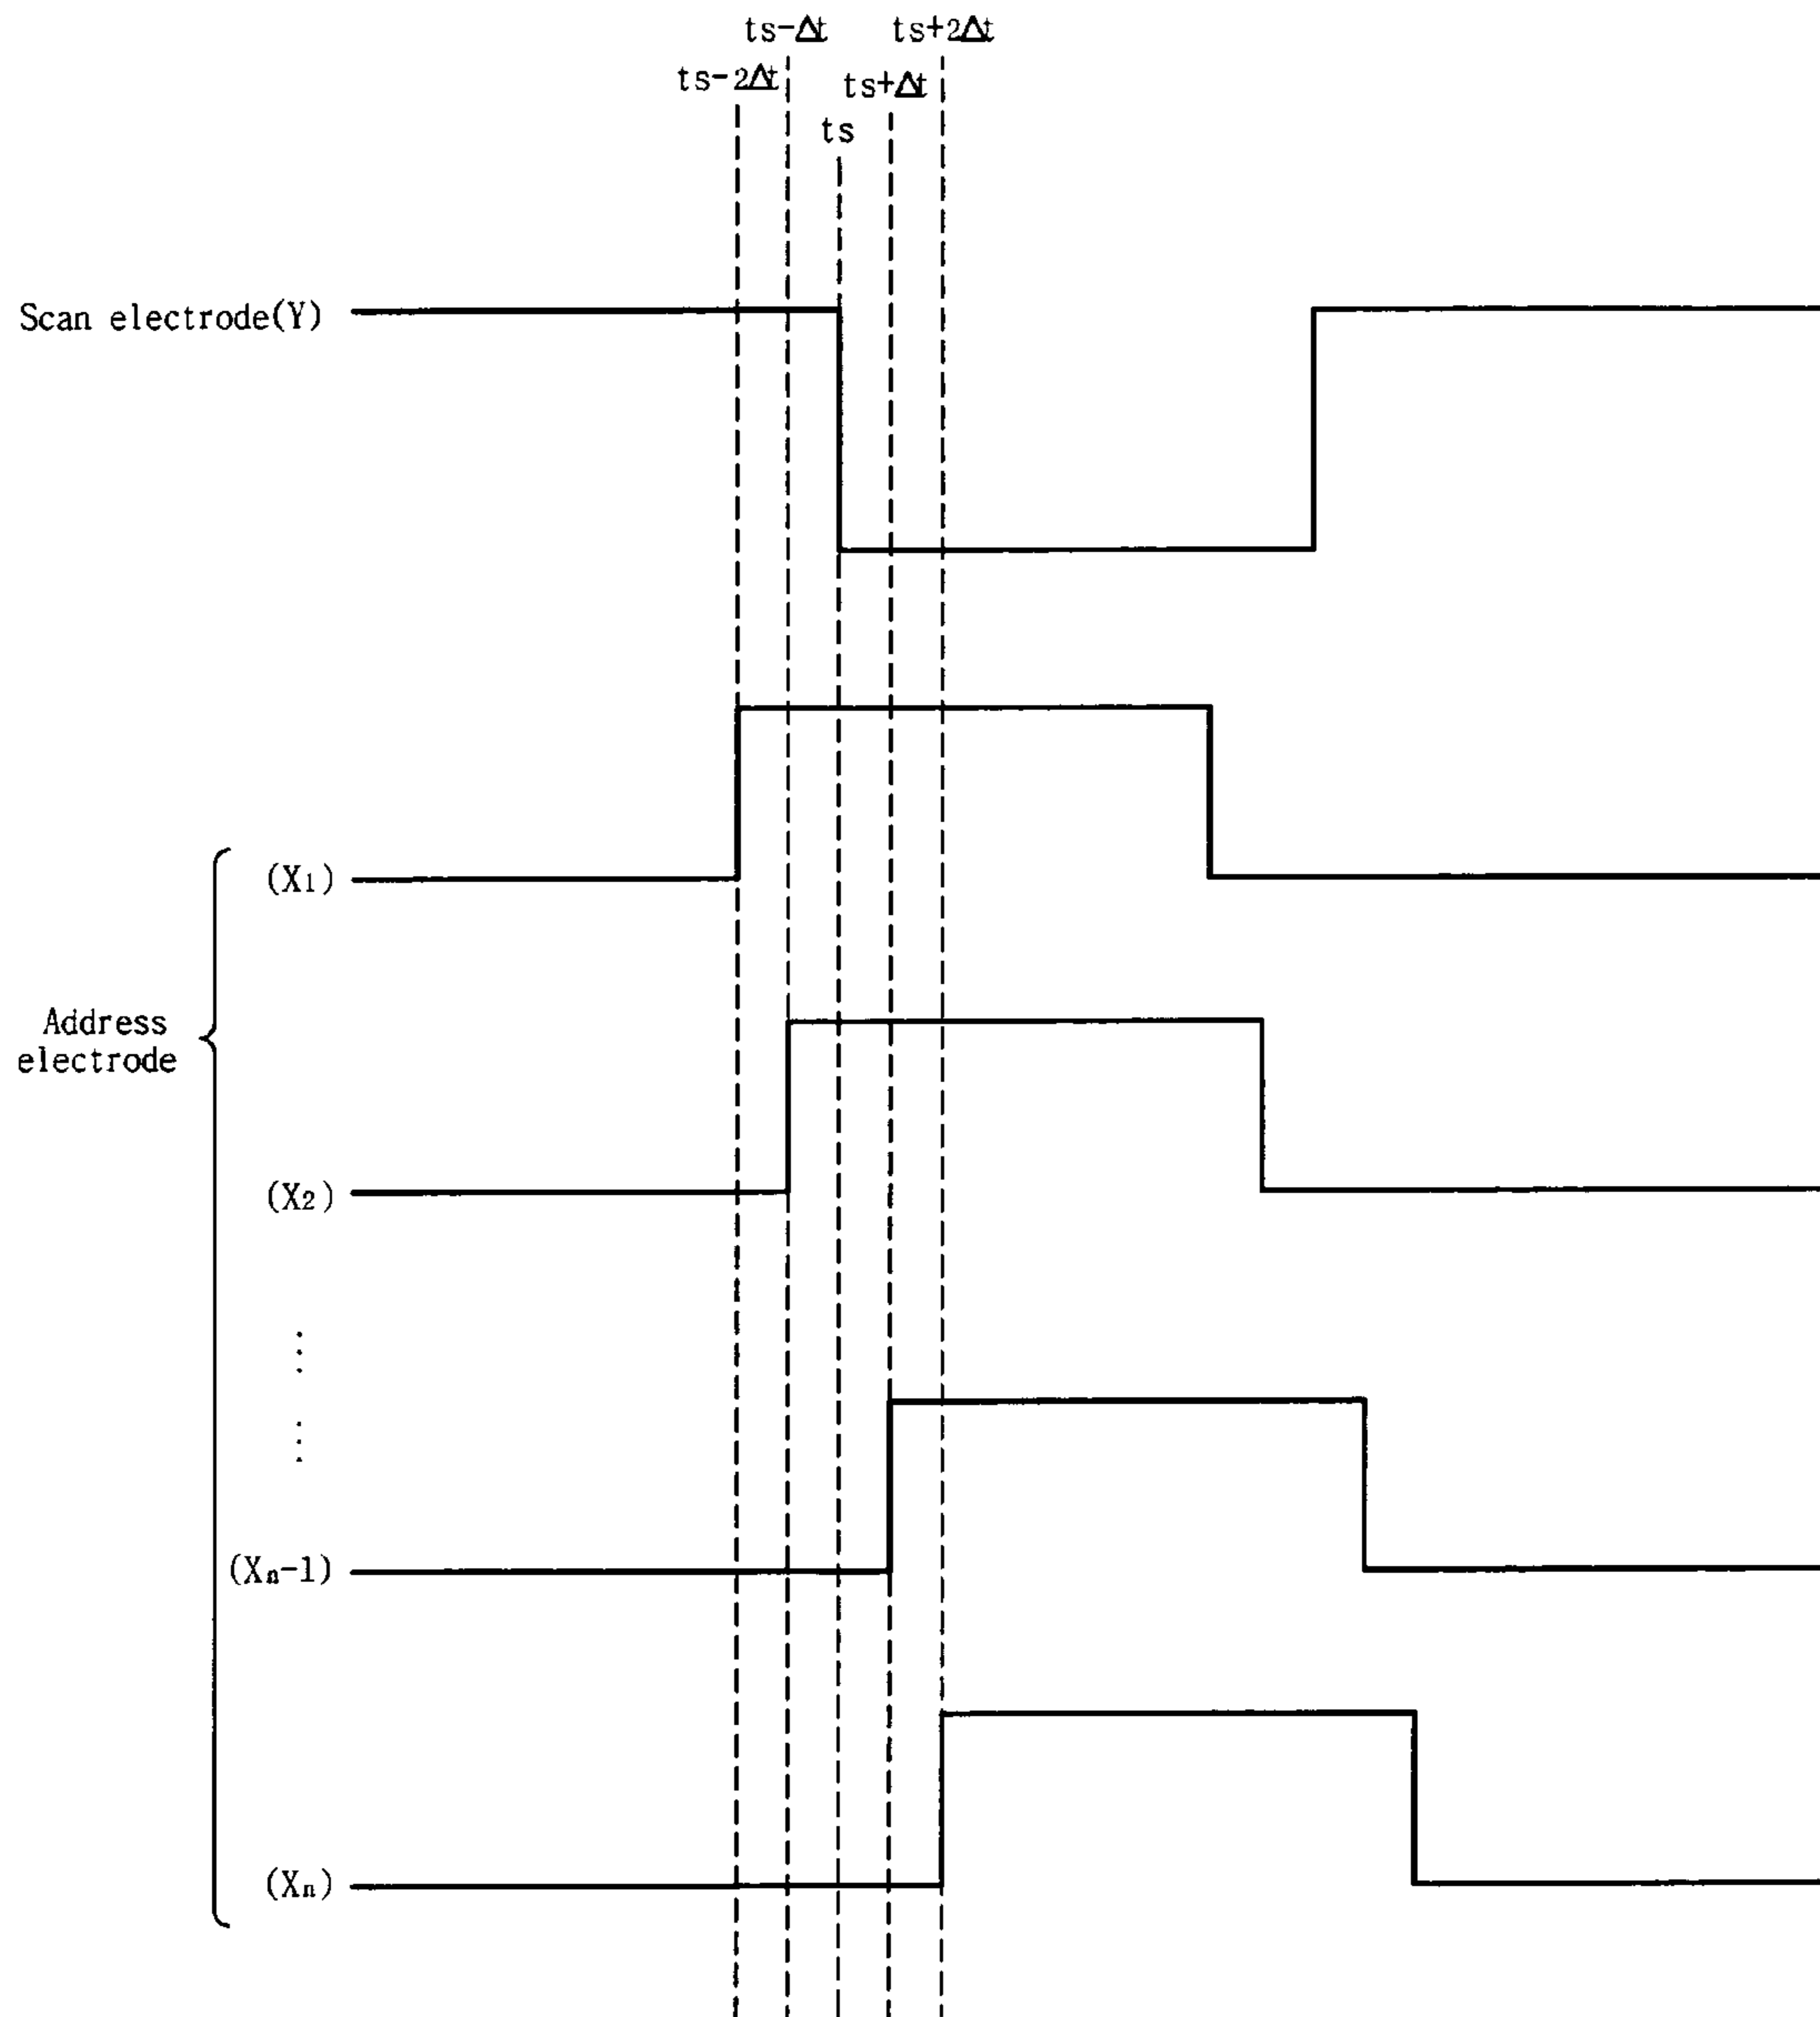 ts-Δt
ts+2Δt
ts-2Δt
ts+Δt
ts
Scan electrode(Y)
(X1)
Address
electrode
(X2)
(Xn-1)
(Xn)